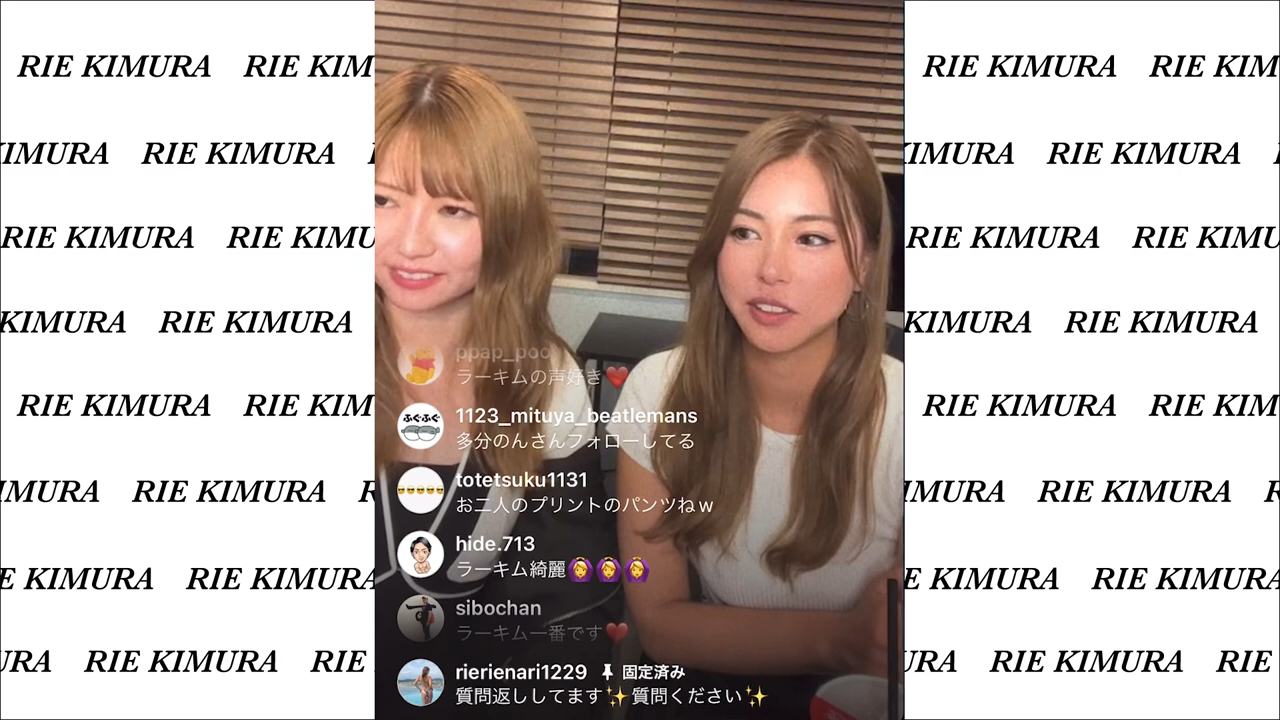 RIE KIMURA RIE KIM
IMURA RIE KIMURA
RIE KIMURA RIE KIMU
KIMURA RIE KIMURA
RIE KIMURA RIE KIM
IMURA RIE KIMURA R
E KIMURA RIE KIMURA
URA RIE KIMURA RIE
ppap_poo
ラーキムの声好き❤️
ふぐふぐ
1123_mituya_beatlemans
多分のんさんフォローしてる
totetsuku1131
お二人のプリントのパンツねw
hide.713
ラーキム綺麗🙆‍♀️🙆‍♀️🙆‍♀️
sibochan
ラーキム一番です❤️
rierienari1229 📌 固定済み
質問返ししてます✨質問ください✨
RIE KIMURA RIE KIM
IMURA RIE KIMURA
RIE KIMURA RIE KIMU
KIMURA RIE KIMURA
RIE KIMURA RIE KIM
IMURA RIE KIMURA R
E KIMURA RIE KIMURA
URA RIE KIMURA RIE